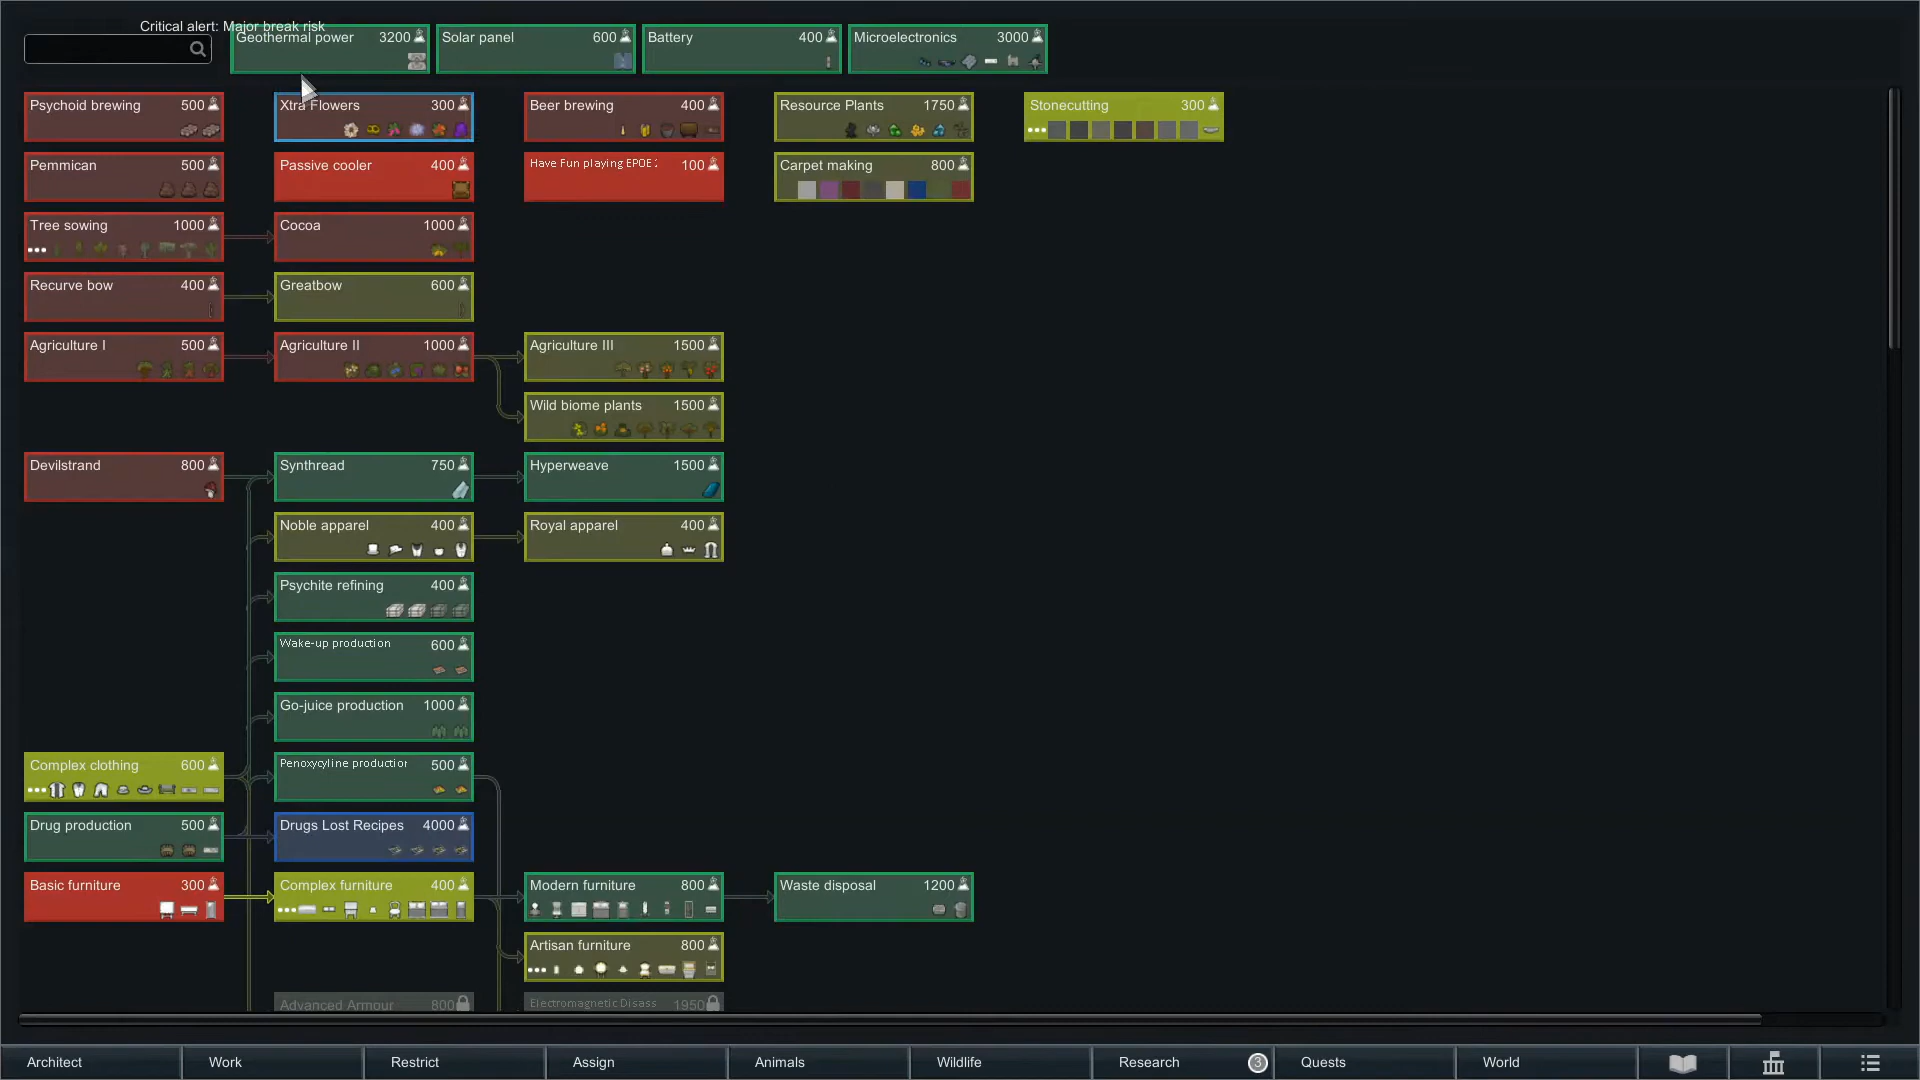 Critical alert: Major break risk
Geothermal power 3200
Solar panel 600
Battery 400
Microelectronics 3000
Psychoid brewing 500
Xtra Flowers 300
Beer brewing 400
Resource Plants 1750
Stonecutting 300
Pemmican 500
Passive cooler 400
Have Fun playing EPOE 100
Carpet making 800
Tree sowing 1000
Cocoa 1000
Recurve bow 400
Greatbow 600
Agriculture I 500
Agriculture II 1000
Agriculture III 1500
Wild biome plants 1500
Devilstrand 800
Synthread 750
Hyperweave 1500
Noble apparel 400
Royal apparel 400
Psychite refining 400
Wake-up production 600
Go-juice production 1000
Penoxycyline production 500
Complex clothing 600
Drug production 500
Drugs Lost Recipes 4000
Basic furniture 300
Complex furniture 400
Modern furniture 800
Waste disposal 1200
Artisan furniture 800
Advanced Armour 800
Electromagnetic Disass 1950
Architect
Work
Restrict
Assign
Animals
Wildlife
Research
3
Quests
World